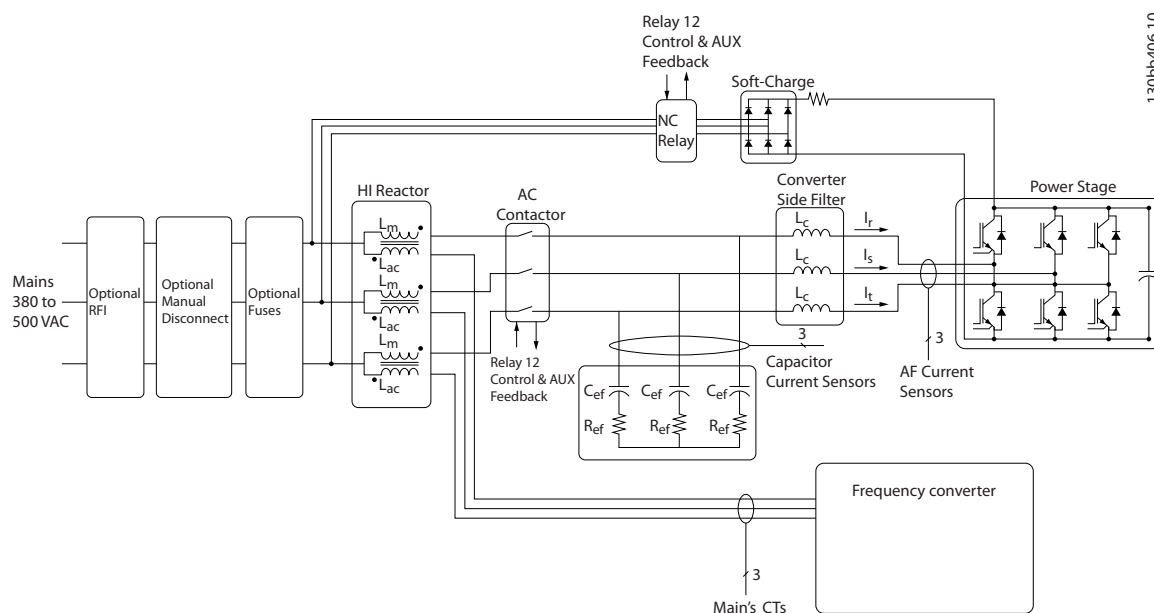 Relay 12
Control & AUX
Feedback
130bb406.10
Soft-Charge
NC
Relay
HI Reactor
AC
Contactor
Converter
Side Filter
Power Stage
Lm
Lac
Lm
Lac
Lm
Lac
Lc
Lc
Lc
Ir
Is
It
Mains
380 to
500 VAC
Optional
RFI
Optional
Manual
Disconnect
Optional
Fuses
Relay 12
Control & AUX
Feedback
3
Capacitor
Current Sensors
3
AF Current
Sensors
Cef
Cef
Cef
Ref
Ref
Ref
Frequency converter
3
Main's CTs